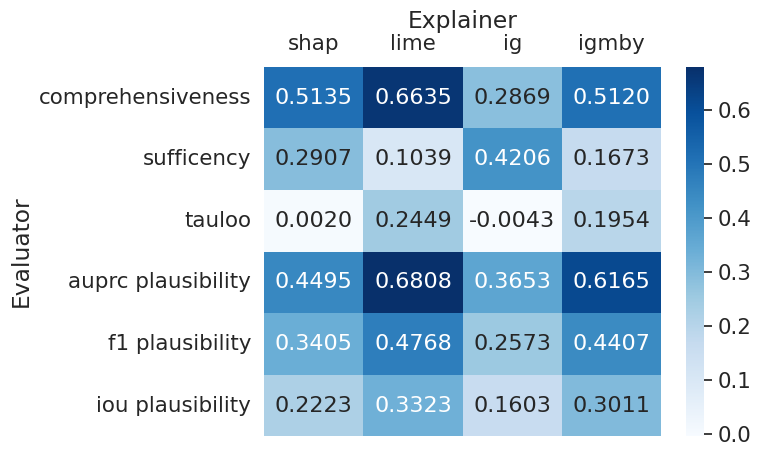 Explainer
shap lime ig igmby
Evaluator
comprehensiveness 0.5135 0.6635 0.2869 0.5120
sufficency 0.2907 0.1039 0.4206 0.1673
tauloo 0.0020 0.2449 -0.0043 0.1954
auprc plausibility 0.4495 0.6808 0.3653 0.6165
f1 plausibility 0.3405 0.4768 0.2573 0.4407
iou plausibility 0.2223 0.3323 0.1603 0.3011
0.6
0.5
0.4
0.3
0.2
0.1
0.0